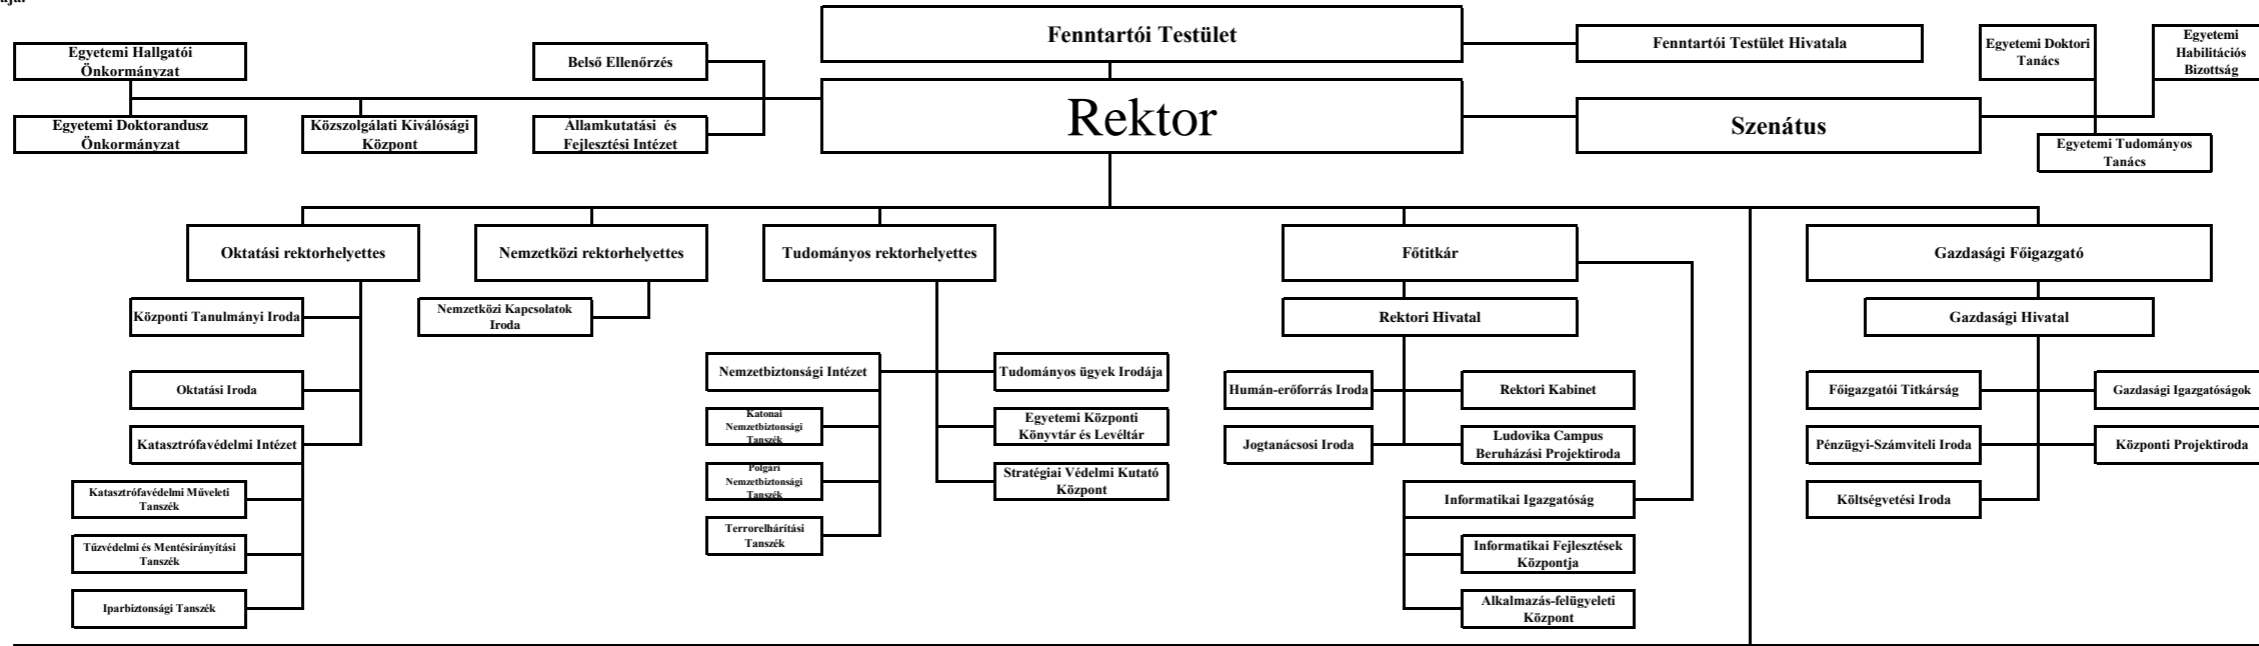 Fenntartói Testület
Fenntartói Testület Hivatala
Egyetemi Hallgatói
Önkormányzat
Belső Ellenőrzés
Egyetemi Doktori
Tanács
Egyetemi
Habilitációs
Bizottság
Rektor
Egyetemi Doktorandusz
Önkormányzat
Közszolgálati Kiválósági
Központ
Államkutatási és
Fejlesztési Intézet
Szenátus
Egyetemi Tudományos
Tanács
Oktatási rektorhelyettes
Nemzetközi rektorhelyettes
Tudományos rektorhelyettes
Főtitkár
Gazdasági Főigazgató
Központi Tanulmányi Iroda
Nemzetközi Kapcsolatok
Iroda
Rektori Hivatal
Gazdasági Hivatal
Nemzetbiztonsági Intézet
Tudományos ügyek Irodája
Oktatási Iroda
Humán-erőforrás Iroda
Rektori Kabinet
Főigazgatói Titkárság
Gazdasági Igazgatóságok
Katonai
Nemzetbiztonsági
Tanszék
Egyetemi Központi
Könyvtár és Levéltár
Katasztrófavédelmi Intézet
Jogtanácsosi Iroda
Ludovika Campus
Beruházási Projektiroda
Pénzügyi-Számviteli Iroda
Központi Projektiroda
Polgári
Nemzetbiztonsági
Tanszék
Stratégiai Védelmi Kutató
Központ
Katasztrófavédelmi Műveleti
Tanszék
Informatikai Igazgatóság
Költségvetési Iroda
Terrorelhárítási
Tanszék
Tűzvédelmi és Mentésirányítási
Tanszék
Informatikai Fejlesztések
Központja
Iparbiztonsági Tanszék
Alkalmazás-felügyeleti
Központ